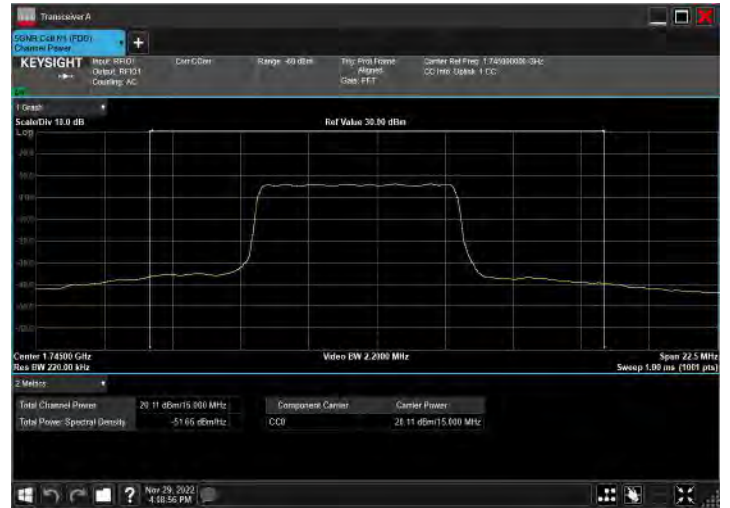 Transceiver A
5GNR Cell N1 (FDD)
Channel Power
+
KEYSIGHT
Input: RFIO1
Output: RFIO1
Coupling: AC
Corr CCorr
Range: -60 dBm
Trig: Prot Frame
Aligned
Gate: FFT
Carrier Ref Freq: 1.745000000 GHz
CC Info: Uplink, 1 CC
1 Graph
Scale/Div 10.0 dB
Ref Value 30.00 dBm
Log
Center 1.74500 GHz
Video BW 2.2000 MHz
Span 22.5 MHz
Res BW 220.00 kHz
Sweep 1.00 ms (1001 pts)
2 Metrics
Total Channel Power
20.11 dBm/15.000 MHz
Total Power Spectral Density
-51.65 dBm/Hz
Component Carrier
Carrier Power
CC0
20.11 dBm/15.000 MHz
?
Nov 29, 2022